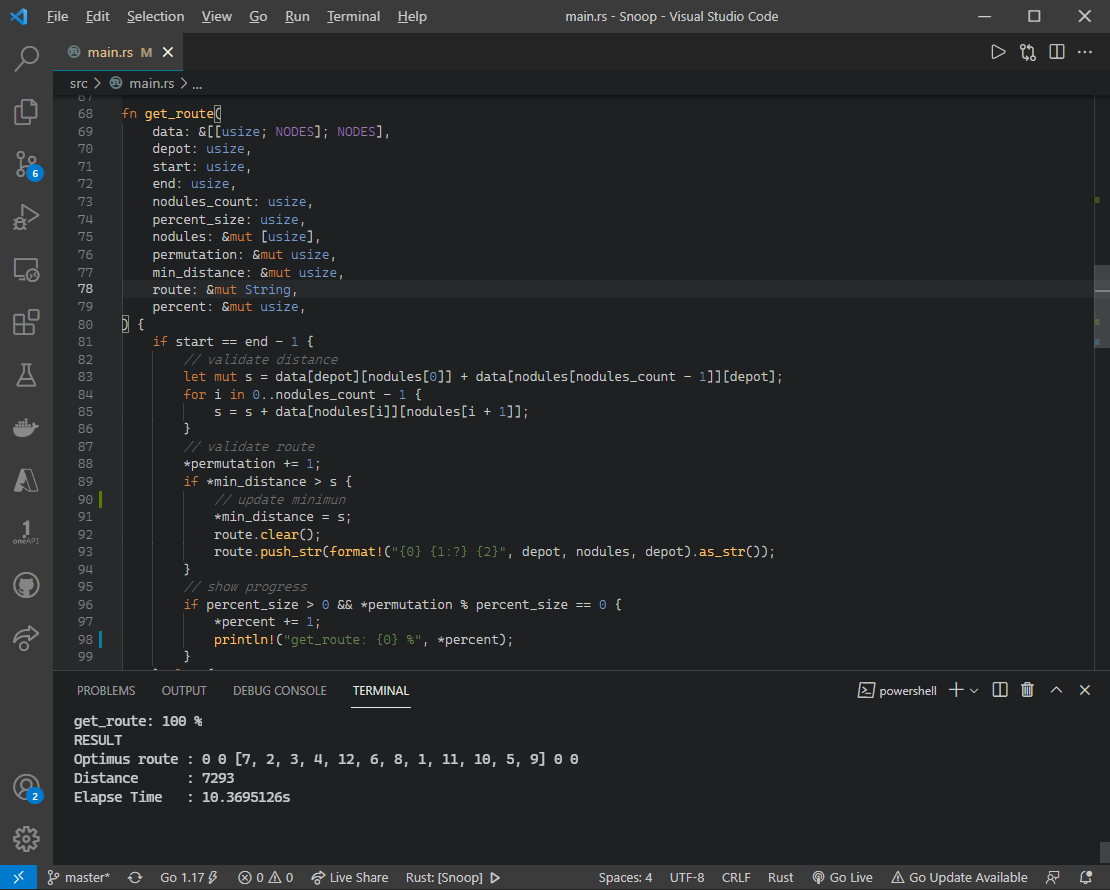 File Edit Selection View Go Run Terminal Help main.rs - Snoop - Visual Studio Code
main.rs M
src > main.rs > ...
67
68 fn get_route(
69 data: &[[usize; NODES]; NODES],
70 depot: usize,
71 start: usize,
72 end: usize,
73 nodules_count: usize,
74 percent_size: usize,
75 nodules: &mut [usize],
76 permutation: &mut usize,
77 min_distance: &mut usize,
78 route: &mut String,
79 percent: &mut usize,
80 ) {
81 if start == end - 1 {
82 // validate distance
83 let mut s = data[depot][nodules[0]] + data[nodules[nodules_count - 1]][depot];
84 for i in 0..nodules_count - 1 {
85 s = s + data[nodules[i]][nodules[i + 1]];
86 }
87 // validate route
88 *permutation += 1;
89 if *min_distance > s {
90 // update minimun
91 *min_distance = s;
92 route.clear();
93 route.push_str(format!("{0} {1:?} {2}", depot, nodules, depot).as_str());
94 }
95 // show progress
96 if percent_size > 0 && *permutation % percent_size == 0 {
97 *percent += 1;
98 println!("get_route: {0} %", *percent);
99 }
6
1
oneAPI
2
PROBLEMS OUTPUT DEBUG CONSOLE TERMINAL powershell
get_route: 100 %
RESULT
Optimus route : 0 0 [7, 2, 3, 4, 12, 6, 8, 1, 11, 10, 5, 9] 0 0
Distance : 7293
Elapse Time : 10.3695126s
master* Go 1.17 0 0 Live Share Rust: [Snoop] Spaces: 4 UTF-8 CRLF Rust Go Live Go Update Available